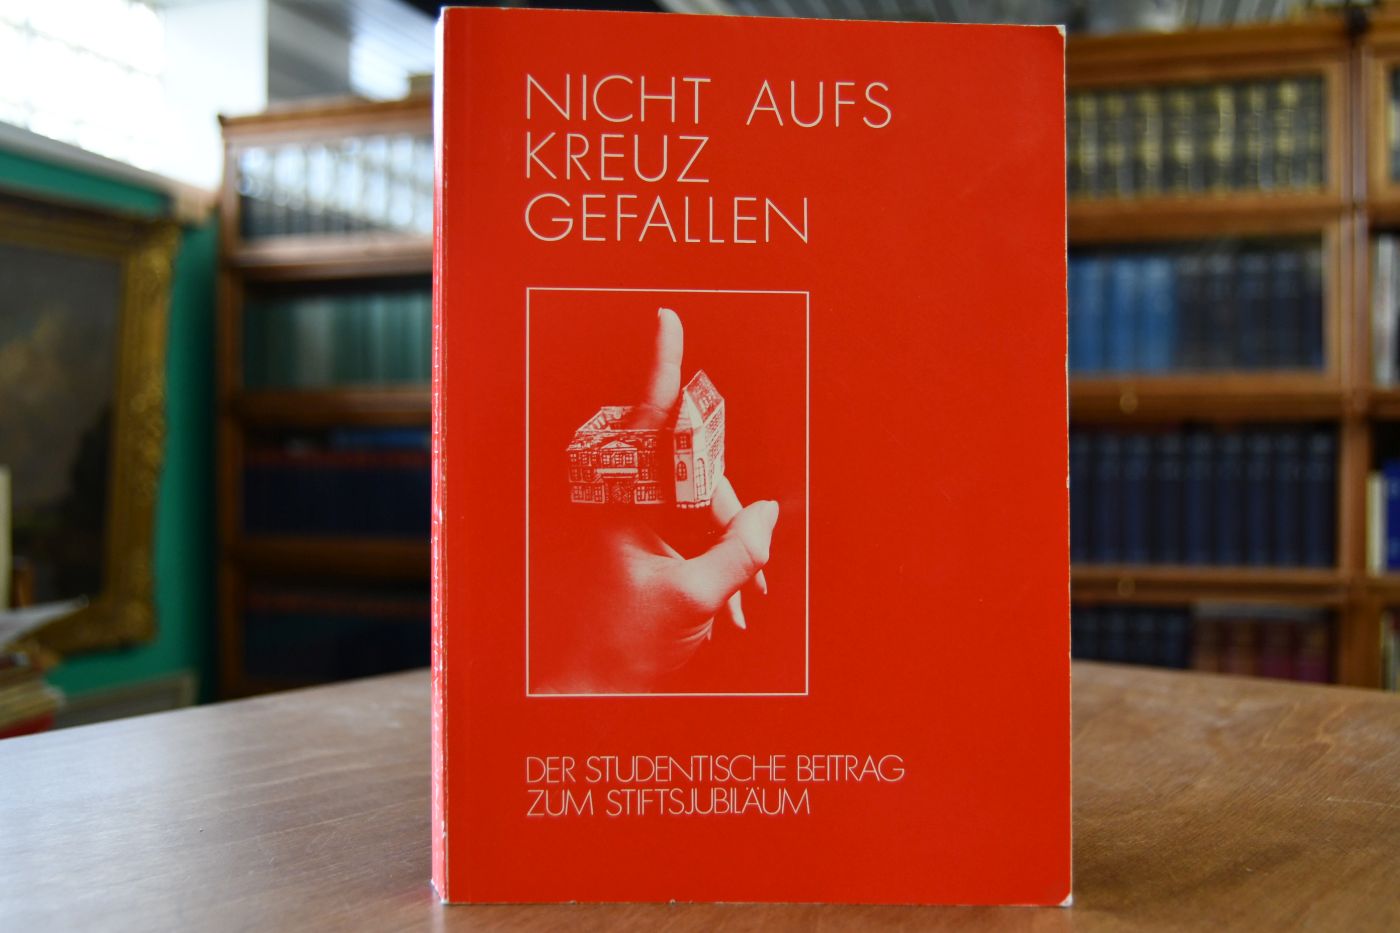 NICHT AUFS
KREUZ
GEFALLEN
DER STUDENTISCHE BEITRAG
ZUM STIFTSJUBILÄUM